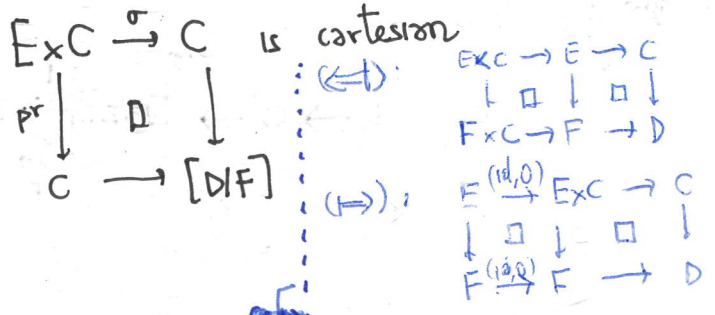 E×C →σ C is cartesian
pr ↓ □ ↓
C → [D/F]
(⇐):
E×C → E → C
↓ □ ↓ □ ↓
F×C → F → D
(⇒):
E (id,0)→ E×C → C
↓ □ ↓ □ ↓
F (id,0)→ F → D